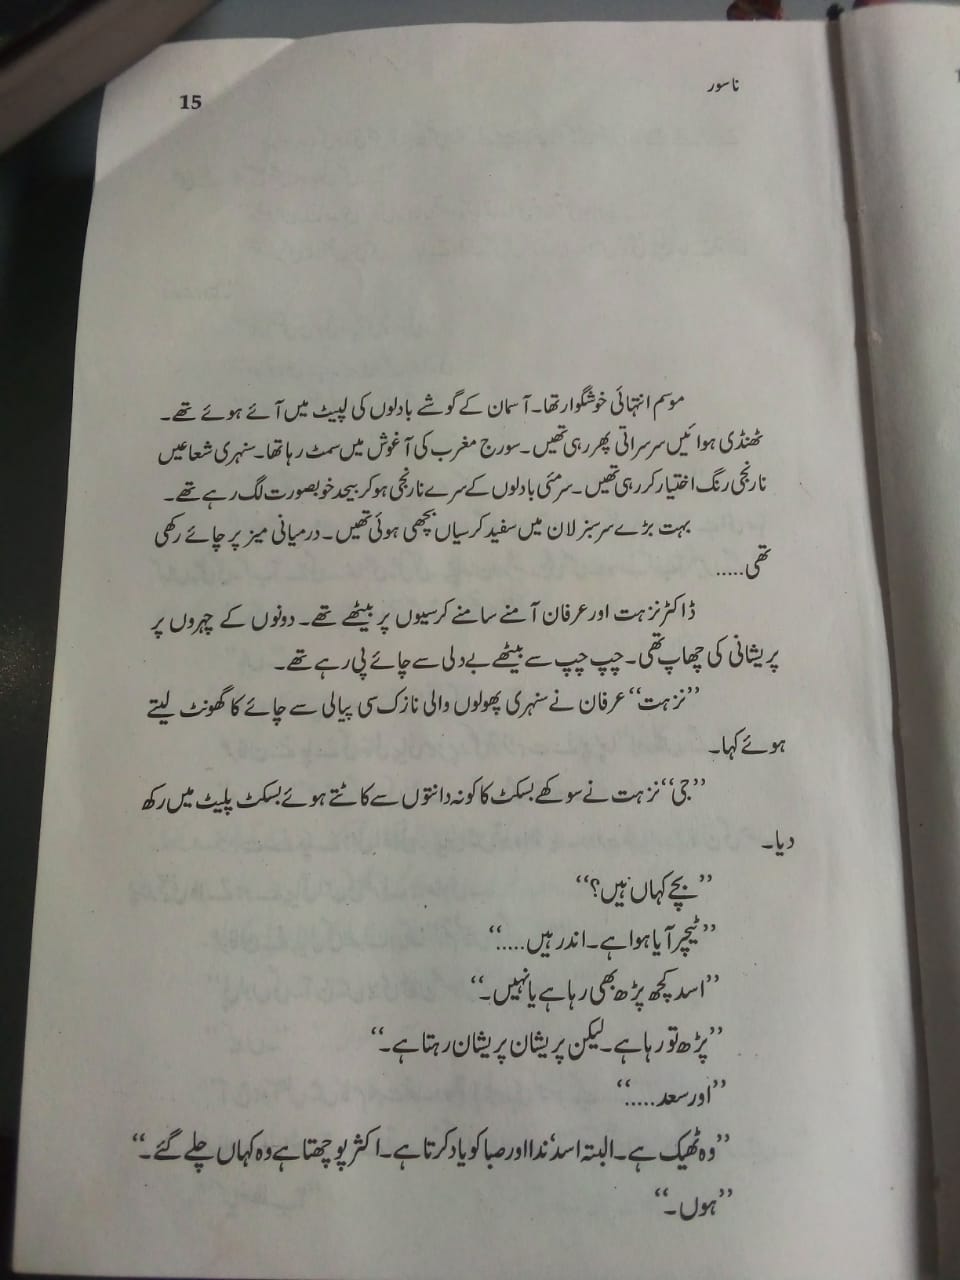 ناسور
15
موسم انتہائی خوشگوار تھا۔ آسمان کے گوشے بادلوں کی لپیٹ میں آئے ہوئے تھے۔
ٹھنڈی ہوائیں سرسراتی پھر رہی تھیں۔ سورج مغرب کی آغوش میں سمٹ رہا تھا۔ سنہری شعاعیں
نارنجی رنگ اختیار کر رہی تھیں۔ سرمئی بادلوں کے سرے نارنجی ہو کر بیحد خوبصورت لگ رہے تھے۔
بہت بڑے سرسبز لان میں سفید کرسیاں بچھی ہوئی تھیں۔ درمیانی میز پر چائے رکھی
تھی.....
ڈاکٹر نزہت اور عرفان آمنے سامنے کرسیوں پر بیٹھے تھے۔ دونوں کے چہروں پر
پریشانی کی چھاپ تھی۔ چپ چپ سے بیٹھے بے دلی سے چائے پی رہے تھے۔
”نزہت“ عرفان نے سنہری پھولوں والی نازک سی پیالی سے چائے کا گھونٹ لیتے
ہوئے کہا۔
”جی“ نزہت نے سوکھے بسکٹ کا کونہ دانتوں سے کاٹتے ہوئے بسکٹ پلیٹ میں رکھ
دیا۔
”بچے کہاں ہیں؟“
”ٹیچر آیا ہوا ہے۔ اندر ہیں....“
”اسد کچھ پڑھ بھی رہا ہے یا نہیں۔“
”پڑھ تو رہا ہے۔ لیکن پریشان پریشان رہتا ہے۔“
”اور سعد.....“
”وہ ٹھیک ہے۔ البتہ اسد‘ ندا اور صبا کو یاد کرتا ہے۔ اکثر پوچھتا ہے وہ کہاں چلے گئے۔“
”ہوں۔“